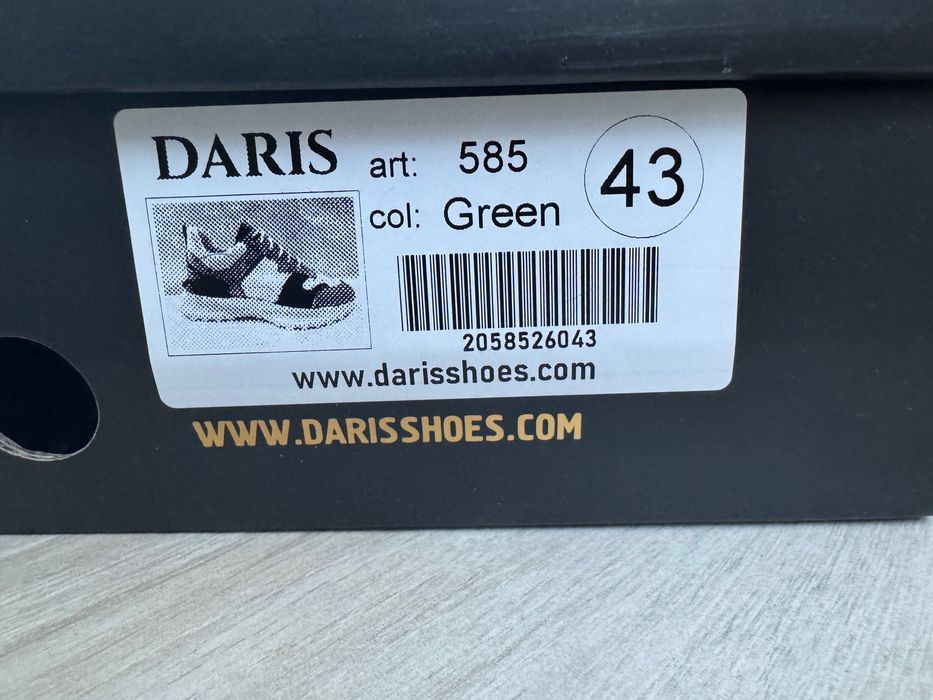 DARIS
art: 585
col: Green
43
2058526043
www.darisshoes.com
WWW.DARISSHOES.COM